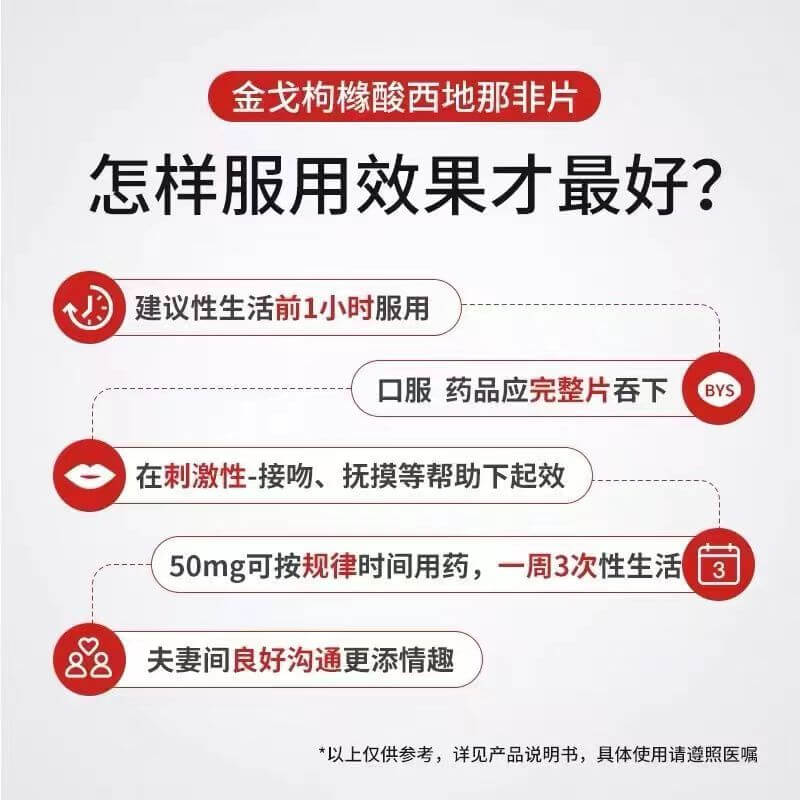 金戈枸橼酸西地那非片
怎样服用效果才最好?
建议性生活前1小时服用
口服 药品应完整片吞下
BYS
在刺激性-接吻、抚摸等帮助下起效
50mg可按规律时间用药，一周3次性生活
3
夫妻间良好沟通更添情趣
*以上仅供参考，详见产品说明书，具体使用请遵照医嘱